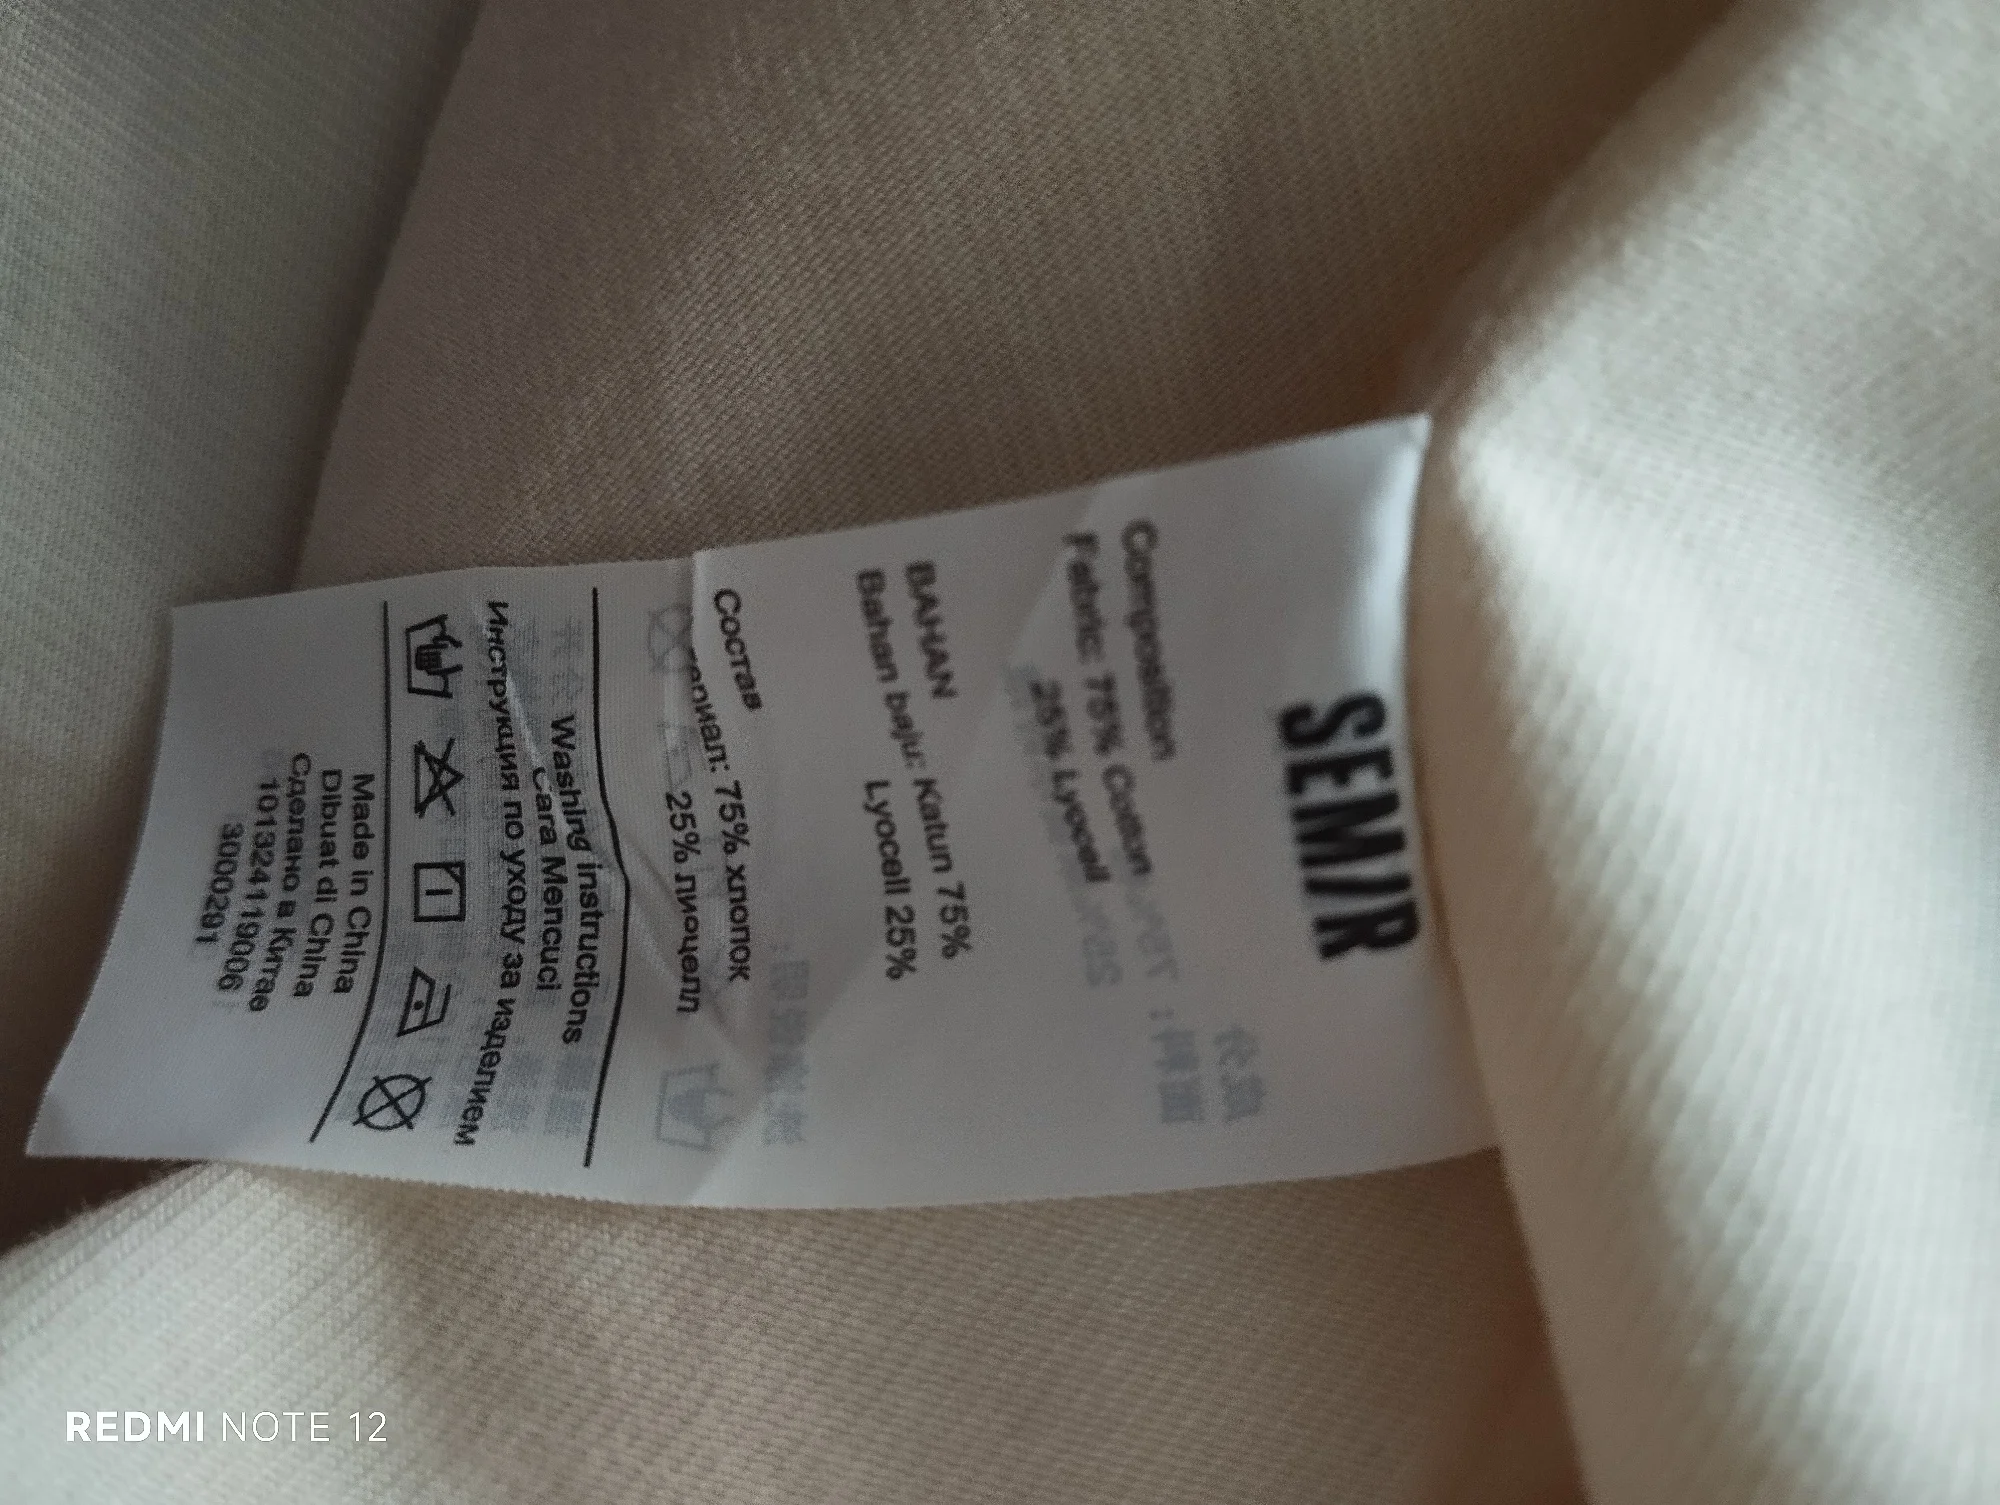 SEMIR
Composition
Fabric: 75% Cotton
25% Lyocell
BAHAN
Bahan baju: Katun 75%
Lyocell 25%
Состав
75% хлопок
25% лиоцелл
Washing instructions
Cara Mencuci
Инструкция по уходу за изделием
Made in China
Dibuat di China
Сделано в Китае
101324119006
3000291
REDMI NOTE 12